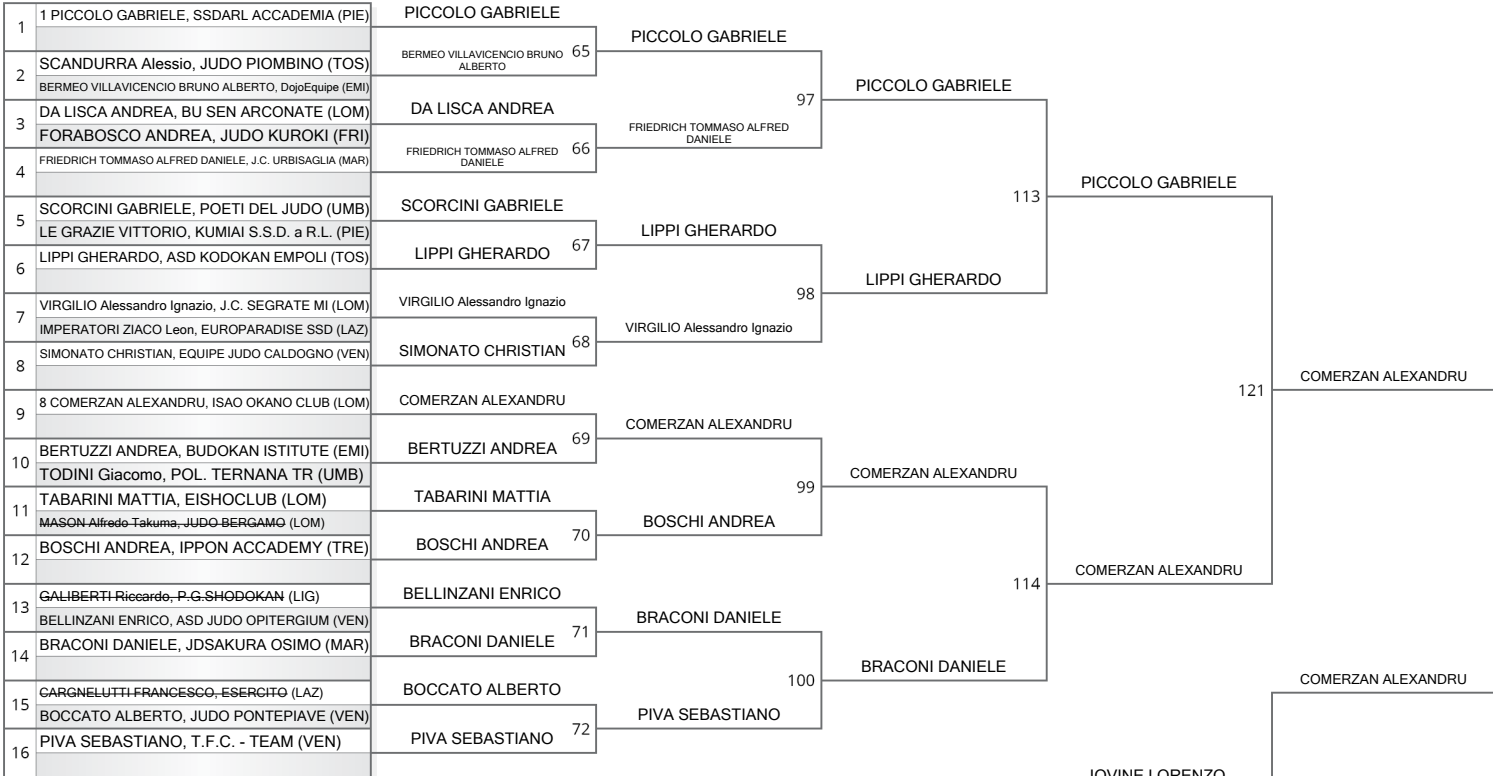 1
1 PICCOLO GABRIELE, SSDARL ACCADEMIA (PIE)
2
SCANDURRA Alessio, JUDO PIOMBINO (TOS)
BERMEO VILLAVICENCIO BRUNO ALBERTO, DojoEquipe (EMI)
3
DA LISCA ANDREA, BU SEN ARCONATE (LOM)
FORABOSCO ANDREA, JUDO KUROKI (FRI)
4
FRIEDRICH TOMMASO ALFRED DANIELE, J.C. URBISAGLIA (MAR)
5
SCORCINI GABRIELE, POETI DEL JUDO (UMB)
LE GRAZIE VITTORIO, KUMIAI S.S.D. a R.L. (PIE)
6
LIPPI GHERARDO, ASD KODOKAN EMPOLI (TOS)
7
VIRGILIO Alessandro Ignazio, J.C. SEGRATE MI (LOM)
IMPERATORI ZIACO Leon, EUROPARADISE SSD (LAZ)
8
SIMONATO CHRISTIAN, EQUIPE JUDO CALDOGNO (VEN)
9
8 COMERZAN ALEXANDRU, ISAO OKANO CLUB (LOM)
10
BERTUZZI ANDREA, BUDOKAN ISTITUTE (EMI)
TODINI Giacomo, POL. TERNANA TR (UMB)
11
TABARINI MATTIA, EISHOCLUB (LOM)
MASON Alfredo Takuma, JUDO BERGAMO (LOM)
12
BOSCHI ANDREA, IPPON ACCADEMY (TRE)
13
GALIBERTI Riccardo, P.G.SHODOKAN (LIG)
BELLINZANI ENRICO, ASD JUDO OPITERGIUM (VEN)
14
BRACONI DANIELE, JDSAKURA OSIMO (MAR)
15
CARGNELUTTI FRANCESCO, ESERCITO (LAZ)
BOCCATO ALBERTO, JUDO PONTEPIAVE (VEN)
16
PIVA SEBASTIANO, T.F.C. - TEAM (VEN)
PICCOLO GABRIELE
BERMEO VILLAVICENCIO BRUNO
ALBERTO
65
DA LISCA ANDREA
FRIEDRICH TOMMASO ALFRED
DANIELE
66
SCORCINI GABRIELE
LIPPI GHERARDO
67
VIRGILIO Alessandro Ignazio
SIMONATO CHRISTIAN
68
COMERZAN ALEXANDRU
BERTUZZI ANDREA
69
TABARINI MATTIA
BOSCHI ANDREA
70
BELLINZANI ENRICO
BRACONI DANIELE
71
BOCCATO ALBERTO
PIVA SEBASTIANO
72
PICCOLO GABRIELE
FRIEDRICH TOMMASO ALFRED
DANIELE
97
LIPPI GHERARDO
VIRGILIO Alessandro Ignazio
98
COMERZAN ALEXANDRU
BOSCHI ANDREA
99
BRACONI DANIELE
PIVA SEBASTIANO
100
PICCOLO GABRIELE
LIPPI GHERARDO
113
COMERZAN ALEXANDRU
BRACONI DANIELE
114
PICCOLO GABRIELE
COMERZAN ALEXANDRU
121
COMERZAN ALEXANDRU
COMERZAN ALEXANDRU
IOVINE LORENZO